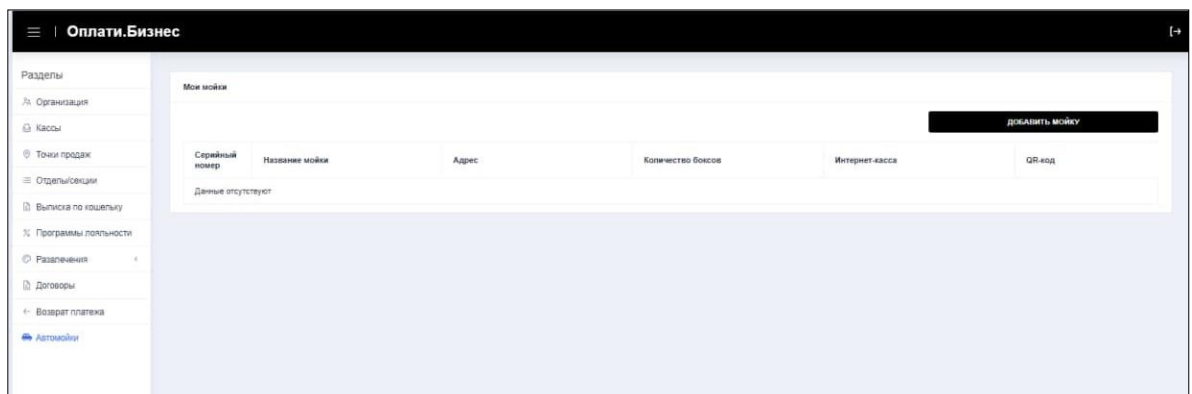 Оплати.Бизнес
Разделы
Организация
Кассы
Точки продаж
Отделы/секции
Выписка по кошельку
Программы лояльности
Развлечения
Договоры
Возврат платежа
Автомойки
Мои мойки
ДОБАВИТЬ МОЙКУ
Серийный номер Название мойки Адрес Количество боксов Интернет-касса QR-код
Данные отсутствуют